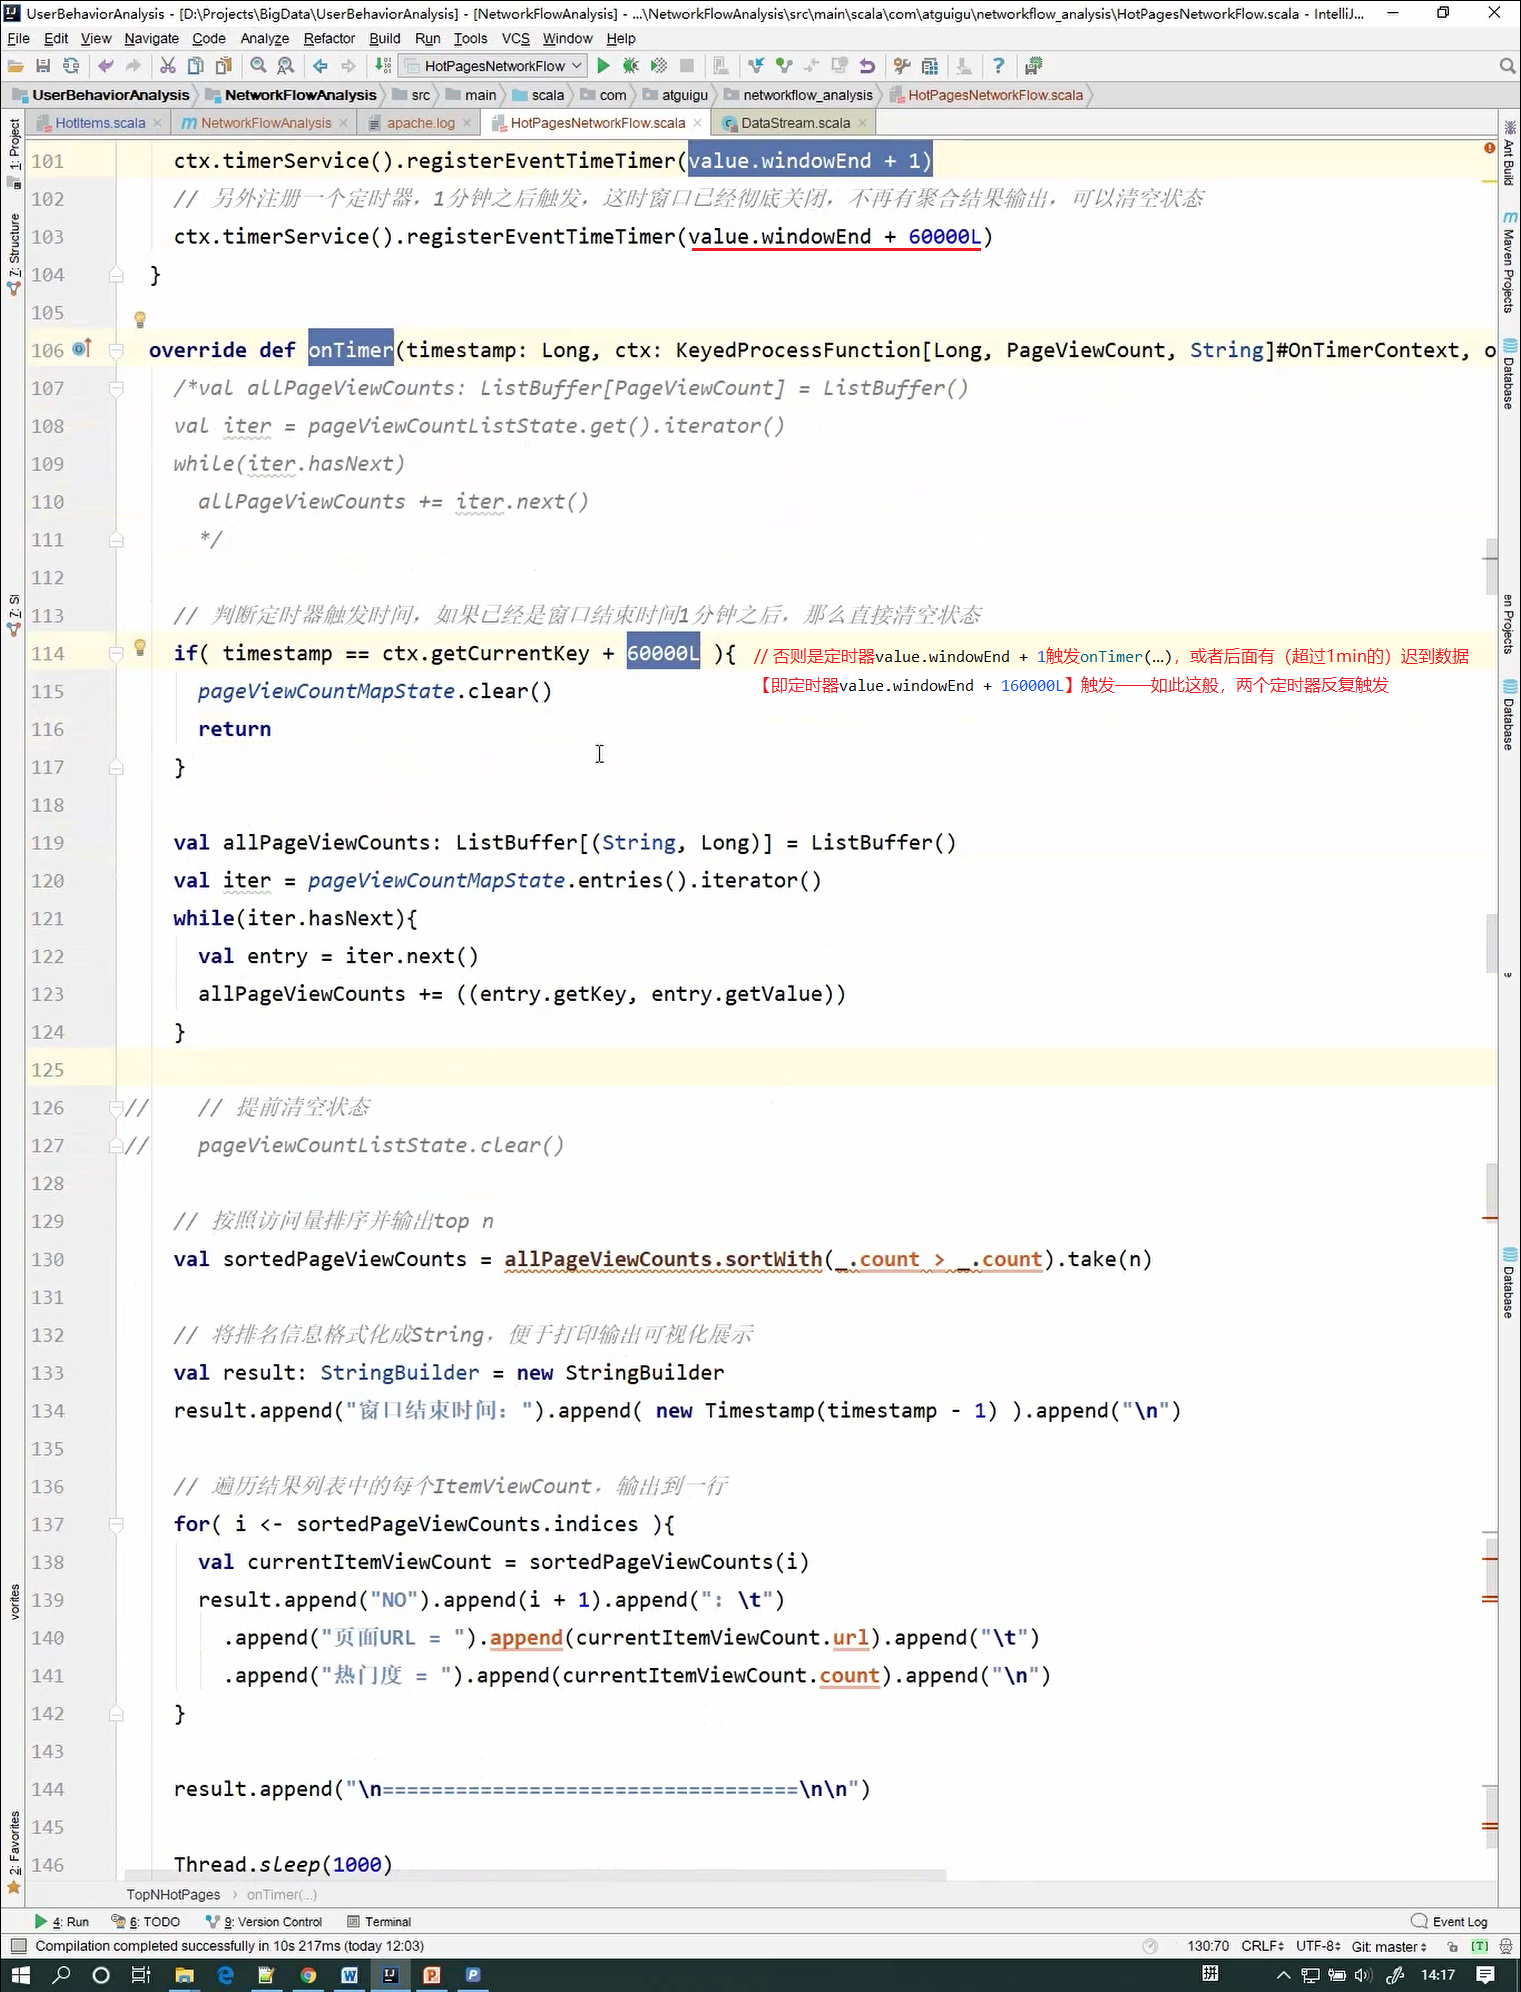 UserBehaviorAnalysis - [D:\Projects\BigData\UserBehaviorAnalysis] - [NetworkFlowAnalysis] - ...\NetworkFlowAnalysis\src\main\scala\com\atguigu\networkflow_analysis\HotPagesNetworkFlow.scala - IntelliJ...
File Edit View Navigate Code Analyze Refactor Build Run Tools VCS Window Help
HotPagesNetworkFlow
UserBehaviorAnalysis NetworkFlowAnalysis src main scala com atguigu networkflow_analysis HotPagesNetworkFlow.scala
HotItems.scala NetworkFlowAnalysis apache.log HotPagesNetworkFlow.scala DataStream.scala
1: Project
7: Structure
7: SI
vorites
2: Favorites
Ant Build
Maven Projects
Database
en Projects
Database
Database
101 ctx.timerService().registerEventTimeTimer(value.windowEnd + 1)
102 // 另外注册一个定时器，1分钟之后触发，这时窗口已经彻底关闭，不再有聚合结果输出，可以清空状态
103 ctx.timerService().registerEventTimeTimer(value.windowEnd + 60000L)
104 }
105
106 override def onTimer(timestamp: Long, ctx: KeyedProcessFunction[Long, PageViewCount, String]#OnTimerContext, o
107 /*val allPageViewCounts: ListBuffer[PageViewCount] = ListBuffer()
108 val iter = pageViewCountListState.get().iterator()
109 while(iter.hasNext)
110 allPageViewCounts += iter.next()
111 */
112
113 // 判断定时器触发时间，如果已经是窗口结束时间1分钟之后，那么直接清空状态
114 if( timestamp == ctx.getCurrentKey + 60000L ){ // 否则是定时器value.windowEnd + 1触发onTimer(...)，或者后面有（超过1min的）迟到数据
【即定时器value.windowEnd + 160000L】触发——如此这般，两个定时器反复触发
115 pageViewCountMapState.clear()
116 return
117 }
118
119 val allPageViewCounts: ListBuffer[(String, Long)] = ListBuffer()
120 val iter = pageViewCountMapState.entries().iterator()
121 while(iter.hasNext){
122 val entry = iter.next()
123 allPageViewCounts += ((entry.getKey, entry.getValue))
124 }
125
126 // // 提前清空状态
127 // pageViewCountListState.clear()
128
129 // 按照访问量排序并输出top n
130 val sortedPageViewCounts = allPageViewCounts.sortWith(_.count > _.count).take(n)
131
132 // 将排名信息格式化成String，便于打印输出可视化展示
133 val result: StringBuilder = new StringBuilder
134 result.append("窗口结束时间：").append( new Timestamp(timestamp - 1) ).append("\n")
135
136 // 遍历结果列表中的每个ItemViewCount，输出到一行
137 for( i <- sortedPageViewCounts.indices ){
138 val currentItemViewCount = sortedPageViewCounts(i)
139 result.append("NO").append(i + 1).append(": \t")
140 .append("页面URL = ").append(currentItemViewCount.url).append("\t")
141 .append("热门度 = ").append(currentItemViewCount.count).append("\n")
142 }
143
144 result.append("\n==================================\n\n")
145
146 Thread.sleep(1000)
TopNHotPages onTimer(...)
4: Run 6: TODO 9: Version Control Terminal Event Log
Compilation completed successfully in 10s 217ms (today 12:03) 130:70 CRLF UTF-8 Git: master [T]
拼 14:17